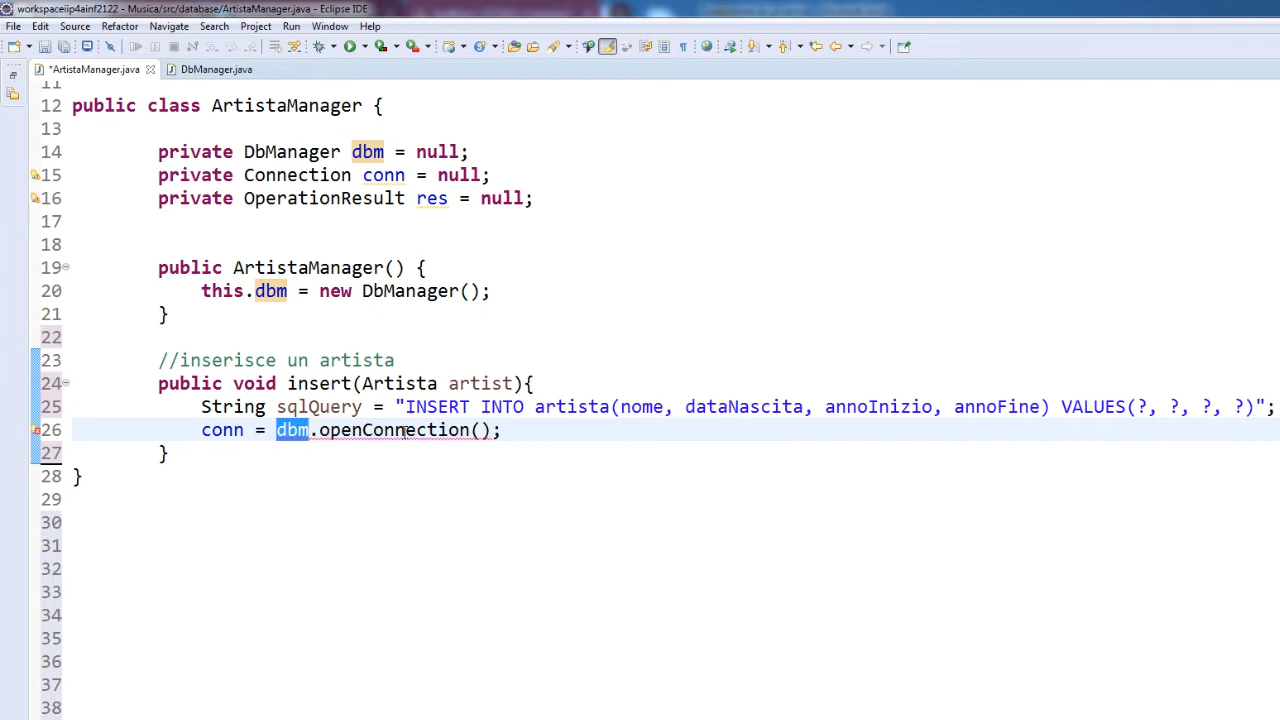 workspaceiip4ainf2122 - Musica/src/database/ArtistaManager.java - Eclipse IDE
File Edit Source Refactor Navigate Search Project Run Window Help
*ArtistaManager.java DbManager.java
11
12 public class ArtistaManager {
13
14 private DbManager dbm = null;
15 private Connection conn = null;
16 private OperationResult res = null;
17
18
19 public ArtistaManager() {
20 this.dbm = new DbManager();
21 }
22
23 //inserisce un artista
24 public void insert(Artista artist){
25 String sqlQuery = "INSERT INTO artista(nome, dataNascita, annoInizio, annoFine) VALUES(?, ?, ?, ?)";
26 conn = dbm.openConnection();
27 }
28 }
29
30
31
32
33
34
35
36
37
38